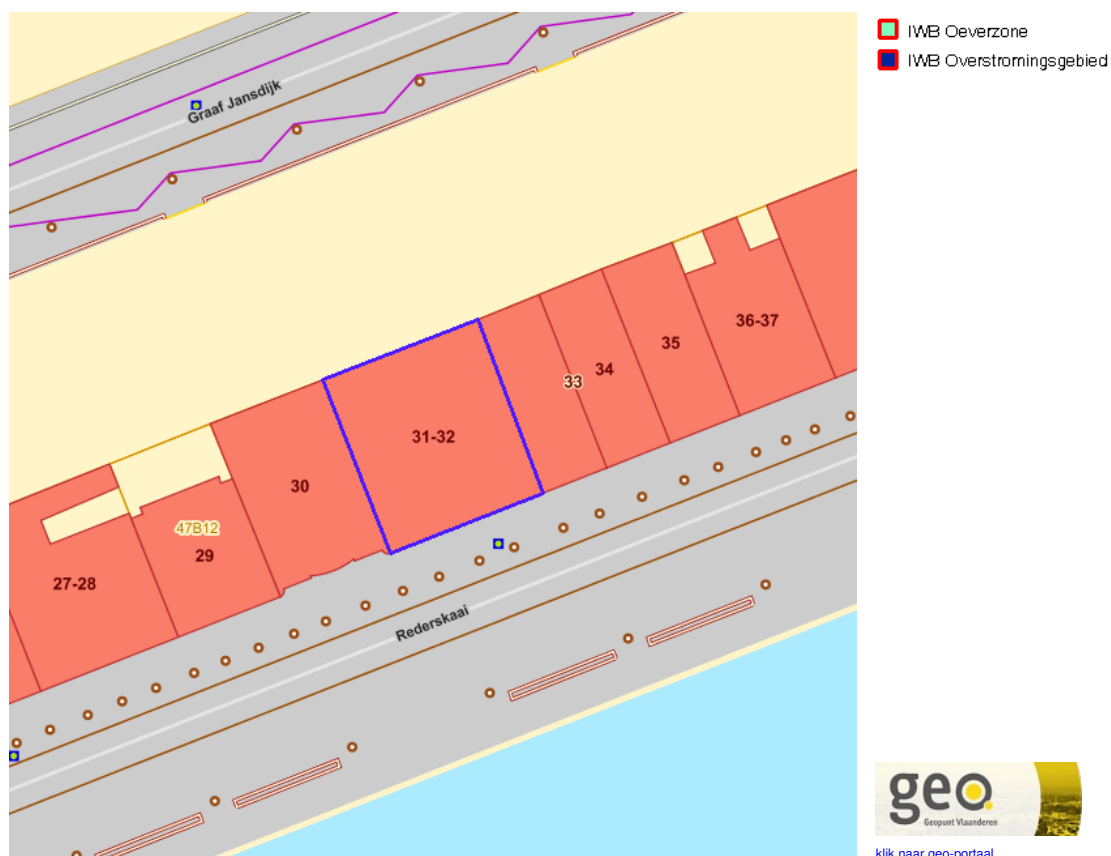 IWB Oeverzone
IWB Overstromingsgebied
Graaf Jansdijk
36-37
35
34
33
31-32
30
47B12
29
27-28
Rederskaai
geo
Geopunt Vlaanderen
klik naar geo-portaal